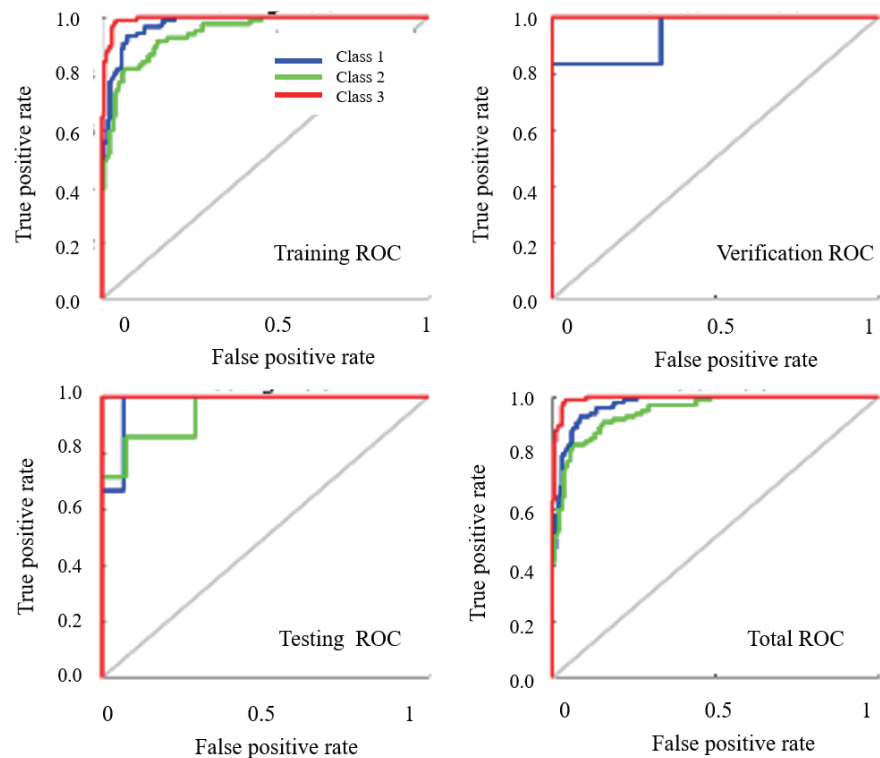 1.0
0.8
0.6
0.4
0.2
0.0
True positive rate
Class 1
Class 2
Class 3
Training ROC
0
0.5
1
False positive rate
1.0
0.8
0.6
0.4
0.2
0.0
True positive rate
Verification ROC
0
0.5
1
False positive rate
1.0
0.8
0.6
0.4
0.2
0.0
True positive rate
Testing ROC
0
0.5
1
False positive rate
1.0
0.8
0.6
0.4
0.2
0.0
True positive rate
Total ROC
0
0.5
1
False positive rate